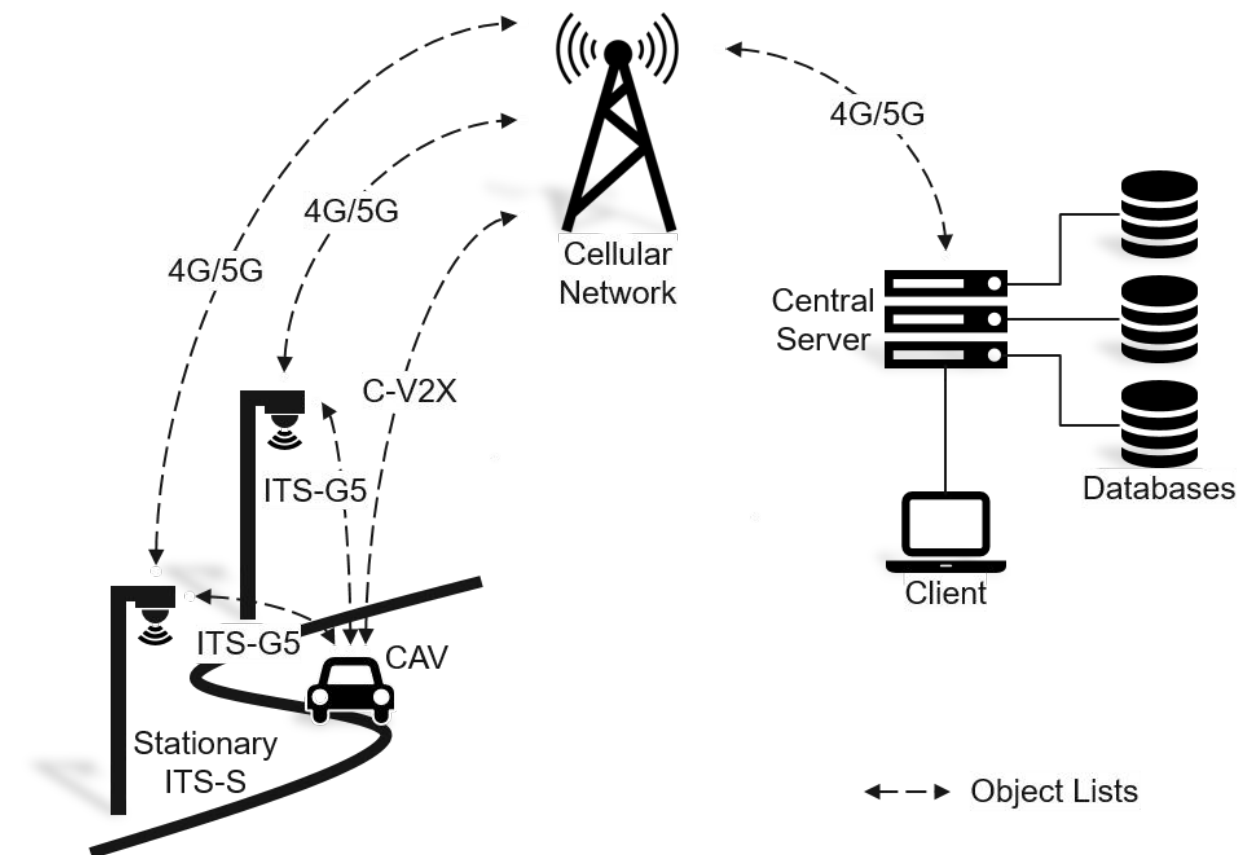 4G/5G
4G/5G
4G/5G
Cellular
Network
Central
Server
C-V2X
ITS-G5
Databases
Client
ITS-G5
CAV
Stationary
ITS-S
Object Lists